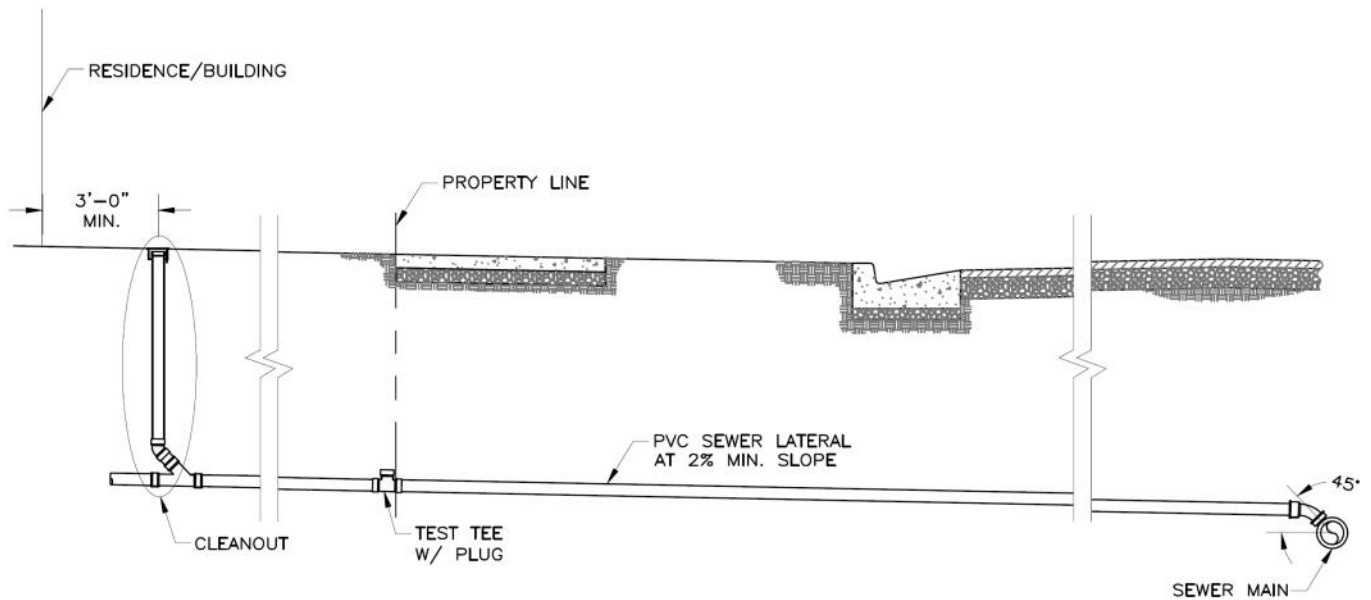 RESIDENCE/BUILDING
3'-0"
MIN.
PROPERTY LINE
PVC SEWER LATERAL
AT 2% MIN. SLOPE
45°
CLEANOUT
TEST TEE
W/ PLUG
SEWER MAIN